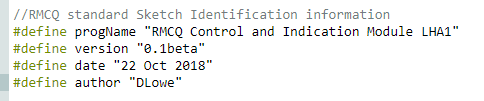 //RMCQ standard Sketch Identification information
#define progName "RMCQ Control and Indication Module LHA1"
#define version "0.1beta"
#define date "22 Oct 2018"
#define author "DLowe"